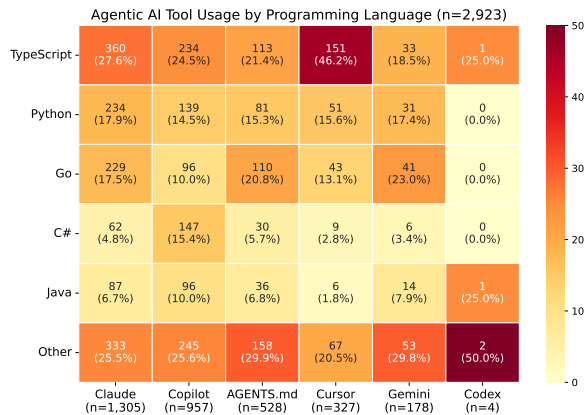 Agentic AI Tool Usage by Programming Language (n=2,923)
TypeScript 360 234 113 151 33 1
(27.6%) (24.5%) (21.4%) (46.2%) (18.5%) (25.0%)
Python 234 139 81 51 31 0
(17.9%) (14.5%) (15.3%) (15.6%) (17.4%) (0.0%)
Go 229 96 110 43 41 0
(17.5%) (10.0%) (20.8%) (13.1%) (23.0%) (0.0%)
C# 62 147 30 9 6 0
(4.8%) (15.4%) (5.7%) (2.8%) (3.4%) (0.0%)
Java 87 96 36 6 14 1
(6.7%) (10.0%) (6.8%) (1.8%) (7.9%) (25.0%)
Other 333 245 158 67 53 2
(25.5%) (25.6%) (29.9%) (20.5%) (29.8%) (50.0%)
Claude Copilot AGENTS.md Cursor Gemini Codex
(n=1,305) (n=957) (n=528) (n=327) (n=178) (n=4)
50
40
30
20
10
0